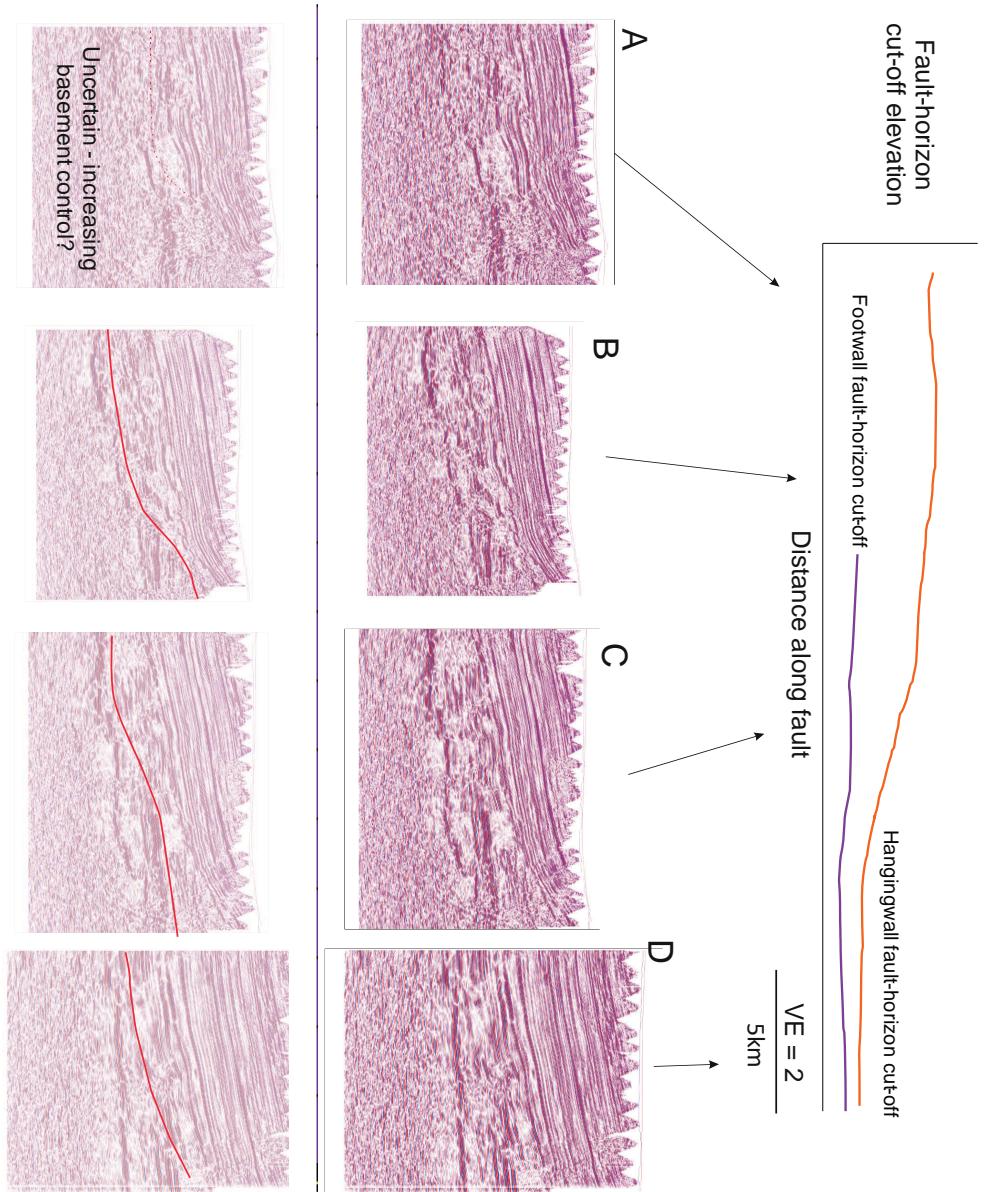 Fault-horizon
cut-off elevation
Footwall fault-horizon cut-off
Hangingwall fault-horizon cut-off
Distance along fault
VE = 2
5km
A
B
C
D
Uncertain - increasing
basement control?